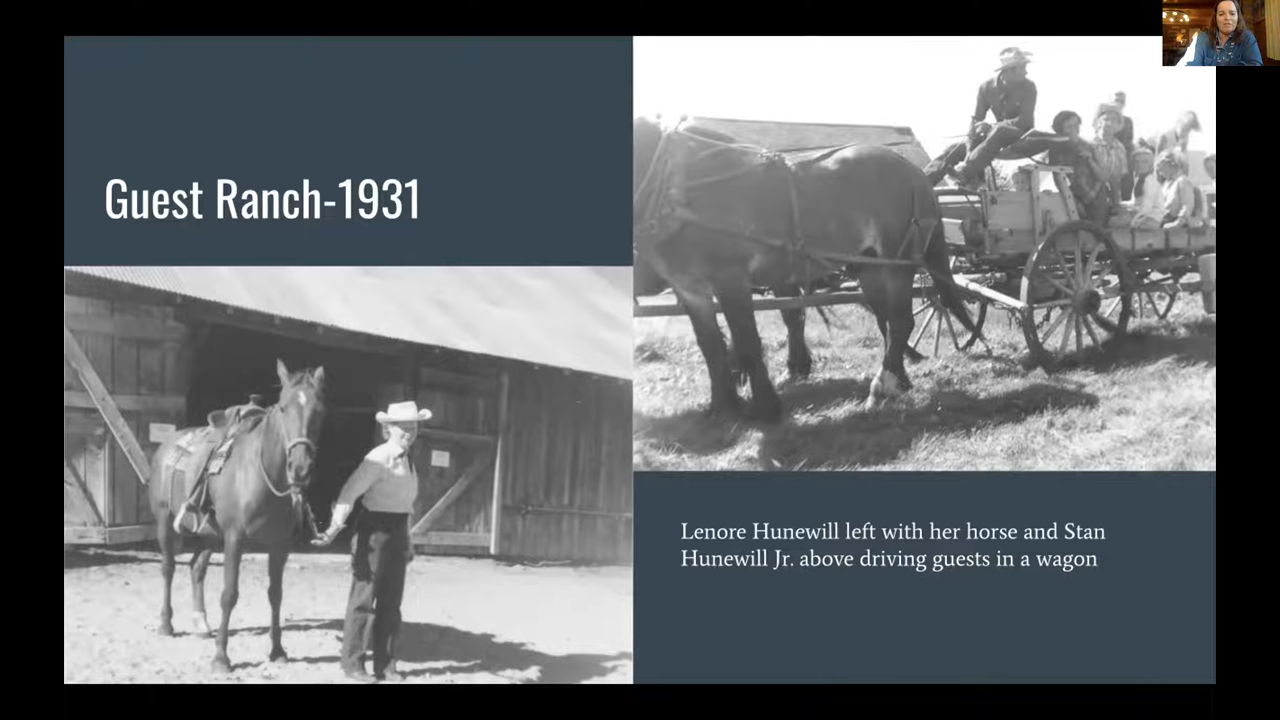 Guest Ranch-1931
Lenore Hunewill left with her horse and Stan
Hunewill Jr. above driving guests in a wagon